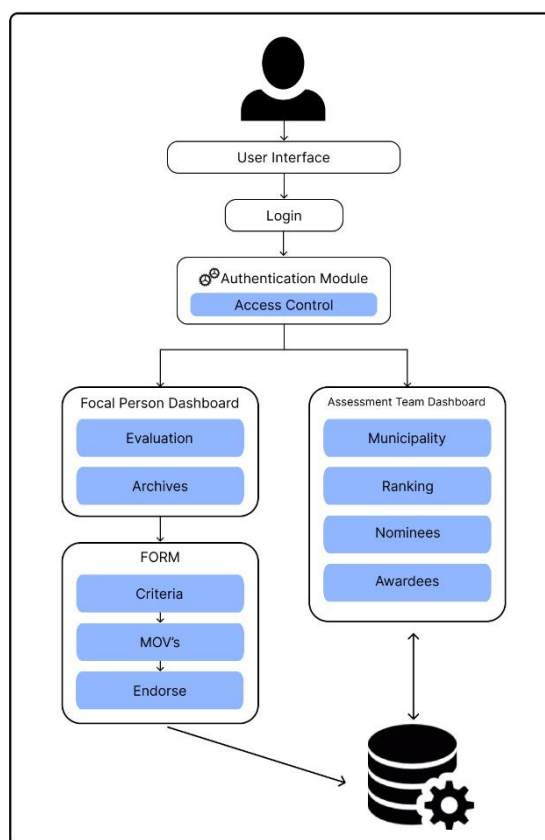 User Interface
Login
Authentication Module
Access Control
Focal Person Dashboard
Evaluation
Archives
FORM
Criteria
MOV's
Endorse
Assessment Team Dashboard
Municipality
Ranking
Nominees
Awardees